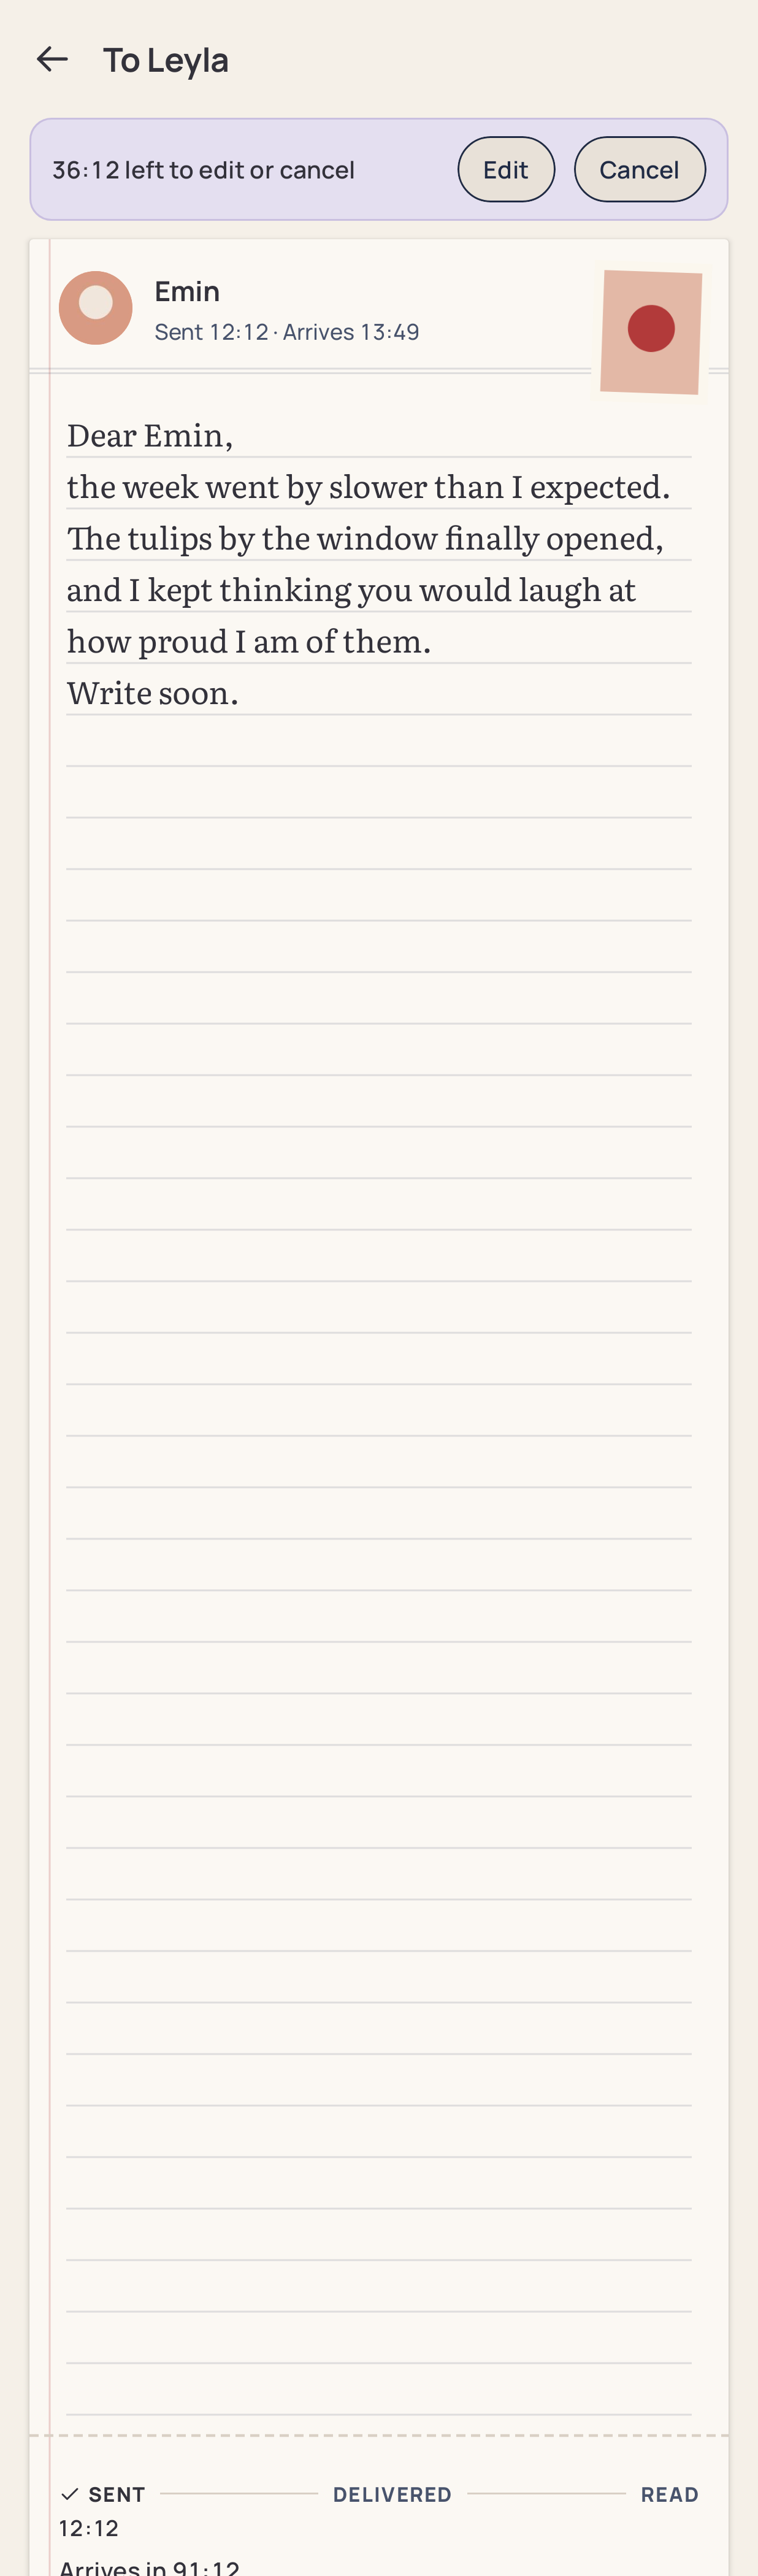 To Leyla
36:12 left to edit or cancel
Edit
Cancel
Emin
Sent 12:12 · Arrives 13:49
Dear Emin,
the week went by slower than I expected.
The tulips by the window finally opened,
and I kept thinking you would laugh at
how proud I am of them.
Write soon.
SENT
DELIVERED
READ
12:12
Arrives in 91:12